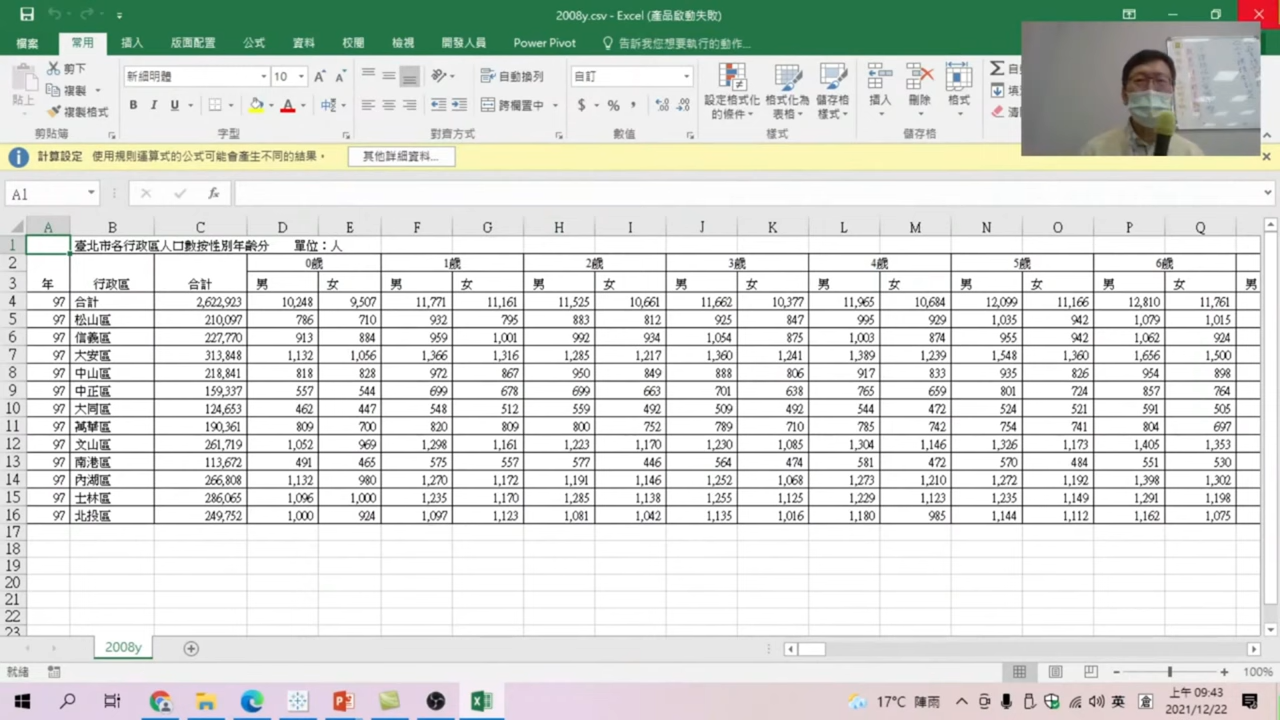 2008y.csv - Excel (產品啟動失敗)
檔案 常用 插入 版面配置 公式 資料 校閱 檢視 開發人員 Power Pivot 告訴我您想要執行的動作...
貼上 剪下 複製 複製格式 剪貼簿
新細明體 10 B I U 中 字型
自動換列 跨欄置中 對齊方式
自訂 $ % , 數值
設定格式化的條件 格式化為表格 儲存格樣式 樣式
插入 刪除 格式 儲存格
計算設定 使用規則運算式的公式可能會產生不同的結果。 其他詳細資料...
A1 fx
A B C D E F G H I J K L M N O P Q
1 臺北市各行政區人口數按性別年齡分 單位：人
2 0歲 1歲 2歲 3歲 4歲 5歲 6歲
3 年 行政區 合計 男 女 男 女 男 女 男 女 男 女 男 女 男 女 男
4 97 合計 2,622,923 10,248 9,507 11,771 11,161 11,525 10,661 11,662 10,377 11,965 10,684 12,099 11,166 12,810 11,761
5 97 松山區 210,097 786 710 932 795 883 812 925 847 995 929 1,035 942 1,079 1,015
6 97 信義區 227,770 913 884 959 1,001 992 934 1,054 875 1,003 874 955 942 1,062 924
7 97 大安區 313,848 1,132 1,056 1,366 1,316 1,285 1,217 1,360 1,241 1,389 1,239 1,548 1,360 1,656 1,500
8 97 中山區 218,841 818 828 972 867 950 849 888 806 917 833 935 826 954 898
9 97 中正區 159,337 557 544 699 678 699 663 701 638 765 659 801 724 857 764
10 97 大同區 124,653 462 447 548 512 559 492 509 492 544 472 524 521 591 505
11 97 萬華區 190,361 809 700 820 809 800 752 789 710 785 742 754 741 804 697
12 97 文山區 261,719 1,052 969 1,298 1,161 1,223 1,170 1,230 1,085 1,304 1,146 1,326 1,173 1,405 1,353
13 97 南港區 113,672 491 465 575 557 577 446 564 474 581 472 570 484 551 530
14 97 內湖區 266,808 1,132 980 1,270 1,172 1,191 1,146 1,252 1,068 1,273 1,210 1,272 1,192 1,398 1,302
15 97 士林區 286,065 1,096 1,000 1,235 1,170 1,285 1,138 1,255 1,125 1,229 1,123 1,235 1,149 1,291 1,198
16 97 北投區 249,752 1,000 924 1,097 1,123 1,081 1,042 1,135 1,016 1,180 985 1,144 1,112 1,162 1,075
17
18
19
20
21
22
23
2008y
就緒 100%
17°C 陣雨 英 倉 上午 09:43
2021/12/22